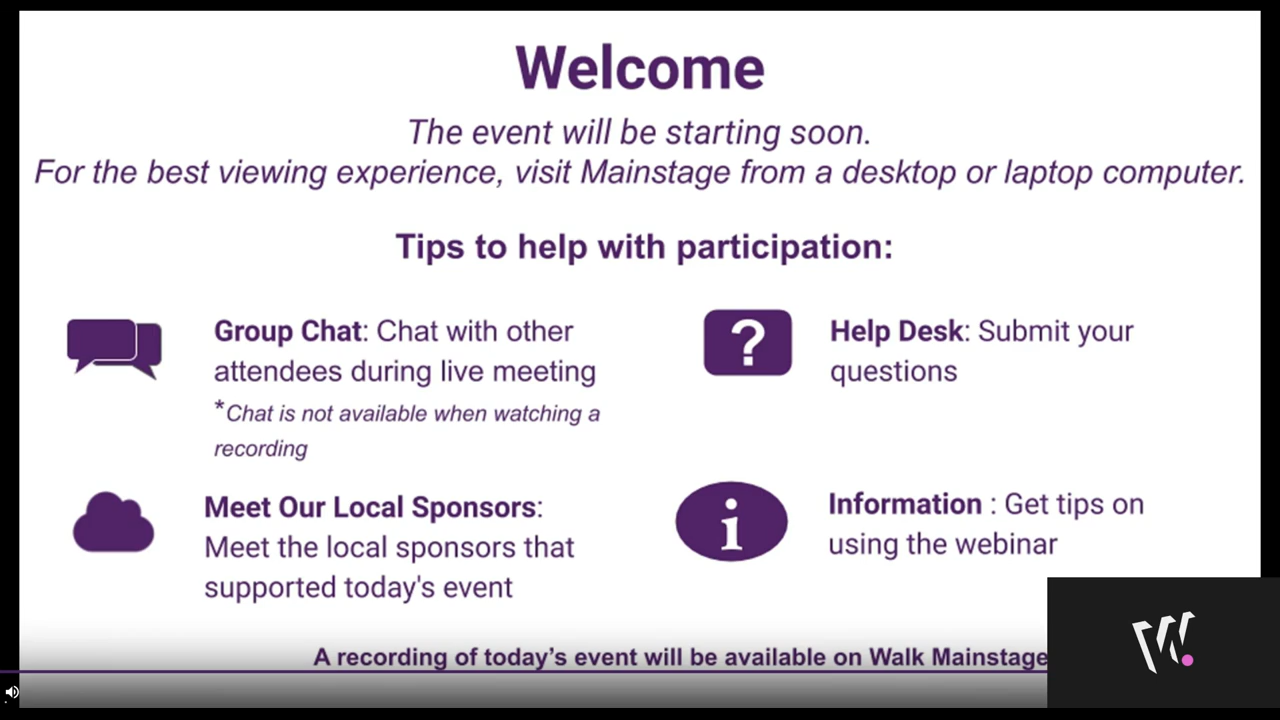 Welcome
The event will be starting soon.
For the best viewing experience, visit Mainstage from a desktop or laptop computer.
Tips to help with participation:
Group Chat: Chat with other
attendees during live meeting
*Chat is not available when watching a
recording
?
Help Desk: Submit your
questions
Meet Our Local Sponsors:
Meet the local sponsors that
supported today's event
i
Information : Get tips on
using the webinar
A recording of today’s event will be available on Walk Mainstage
W.